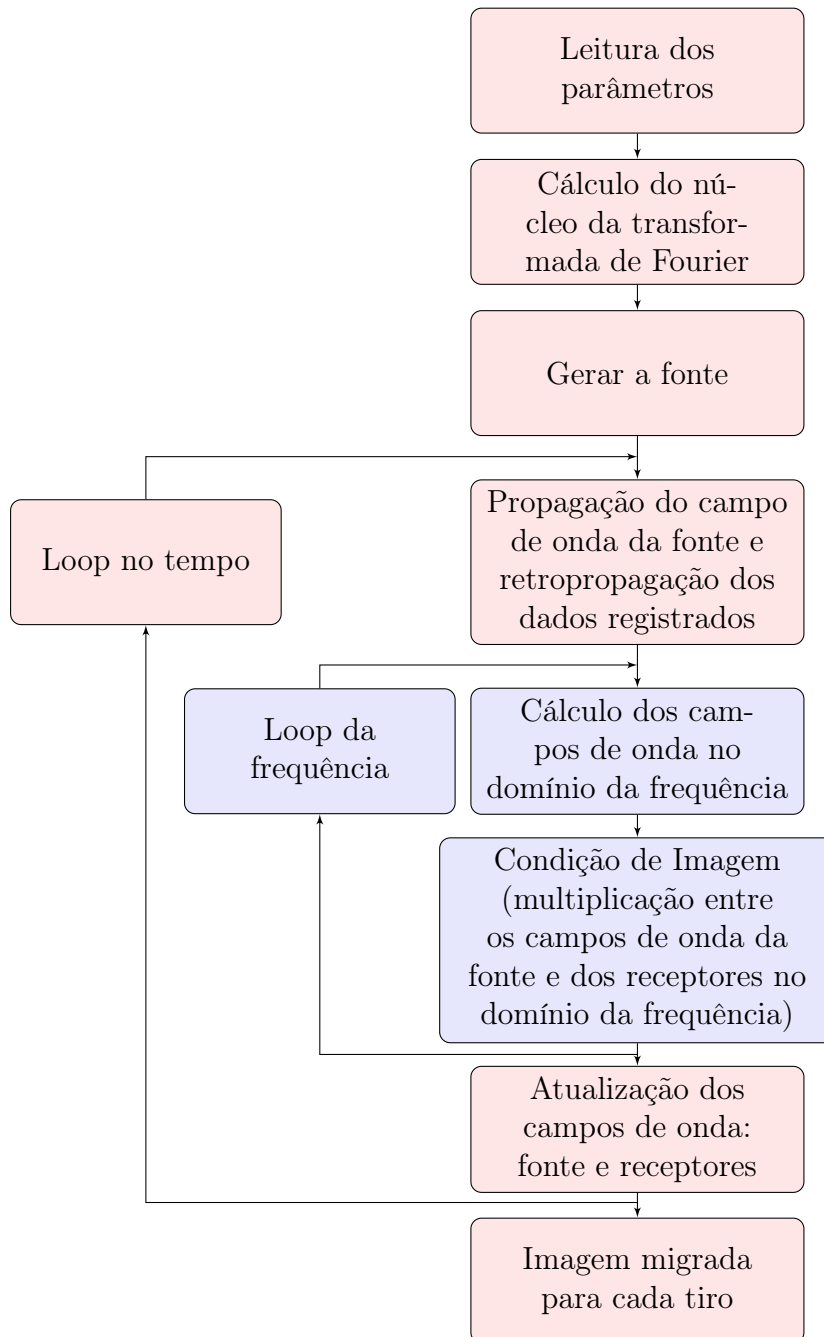 Leitura dos
parâmetros
Cálculo do nú-
cleo da transfor-
mada de Fourier
Gerar a fonte
Propagação do campo
de onda da fonte e
retropropagação dos
dados registrados
Loop no tempo
Loop da
frequência
Cálculo dos cam-
pos de onda no
domínio da frequência
Condição de Imagem
(multiplicação entre
os campos de onda da
fonte e dos receptores no
domínio da frequência)
Atualização dos
campos de onda:
fonte e receptores
Imagem migrada
para cada tiro